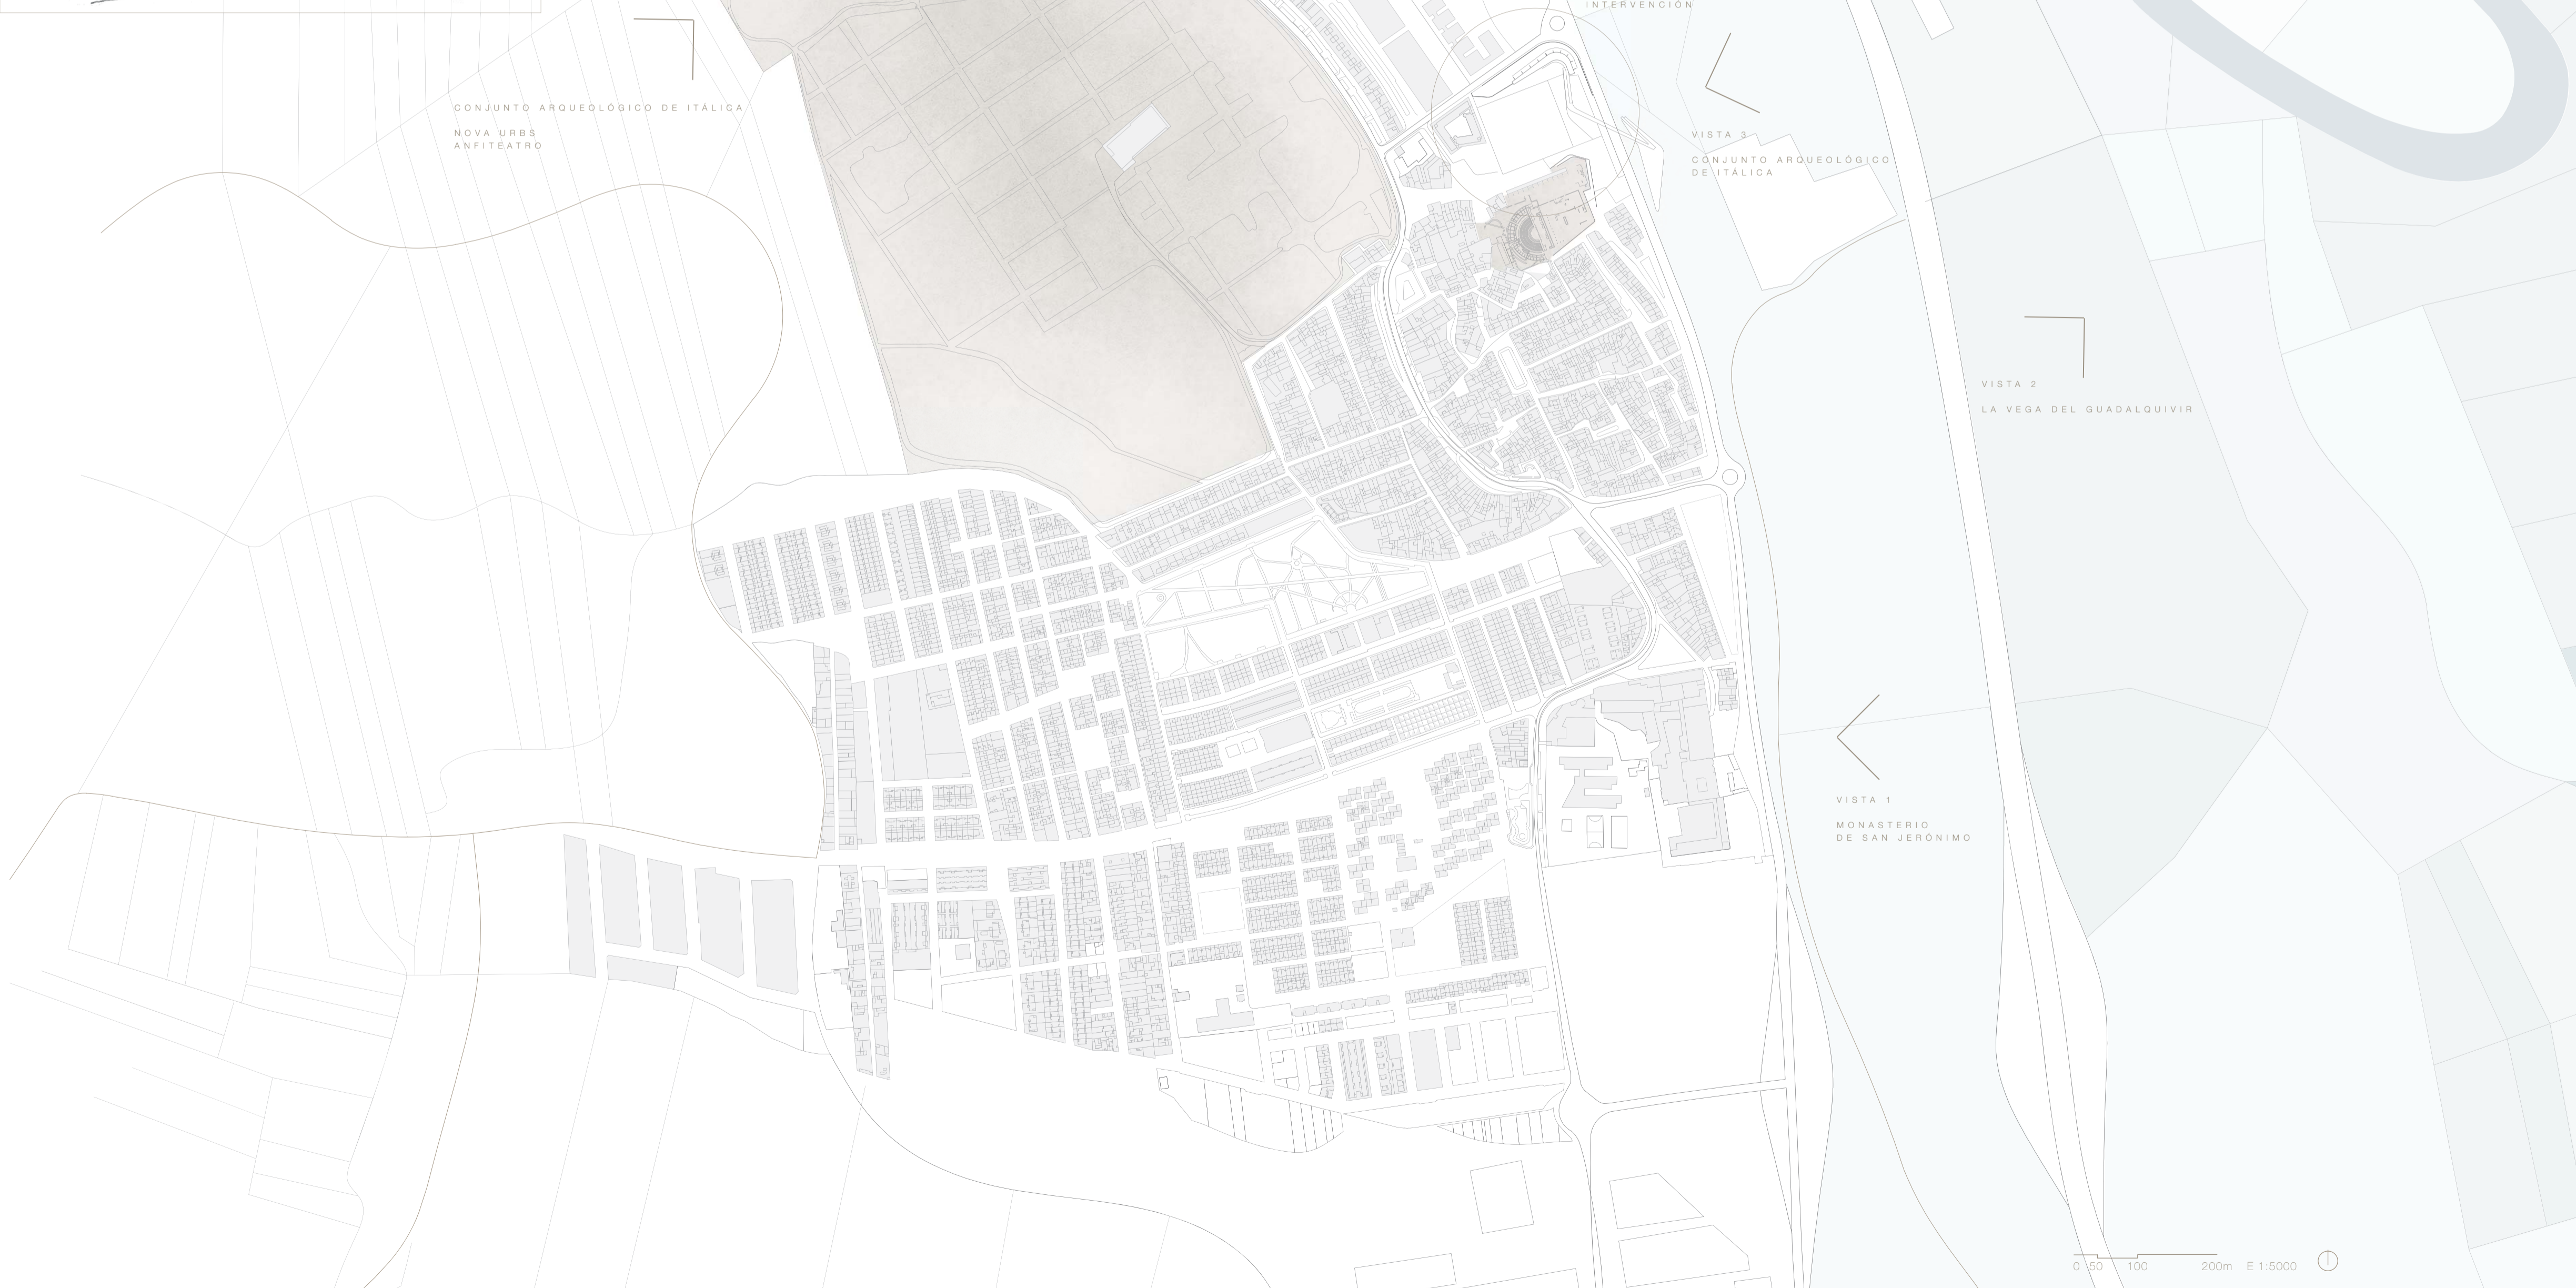 INTERVENCIÓN
CONJUNTO ARQUEOLÓGICO DE ITÁLICA
NOVA URBS
ANFITEATRO
VISTA 3
CONJUNTO ARQUEOLÓGICO
DE ITÁLICA
VISTA 2
LA VEGA DEL GUADALQUIVIR
VISTA 1
MONASTERIO
DE SAN JERÓNIMO
0 50 100 200m E 1:5000